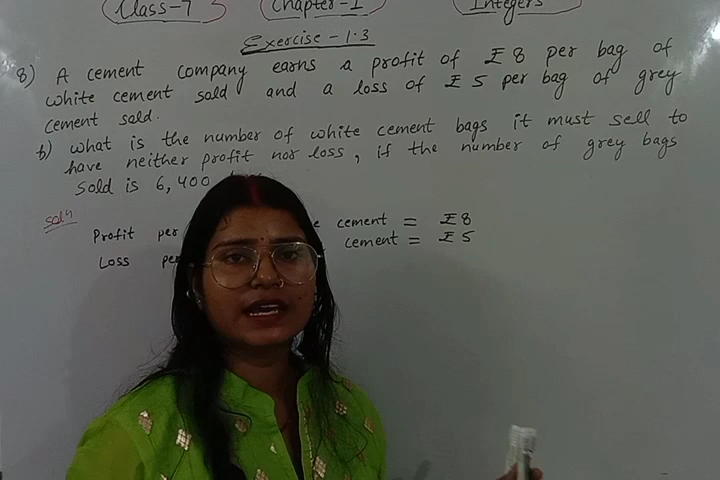 Class-7 Chapter-1 Integers
Exercise-1.3
8) A cement company earns a profit of ₹8 per bag of
white cement sold and a loss of ₹5 per bag of grey
cement sold.
b) what is the number of white cement bags it must sell to
have neither profit nor loss, if the number of grey bags
sold is 6,400
Solⁿ
Profit per cement = ₹8
Loss per cement = ₹5